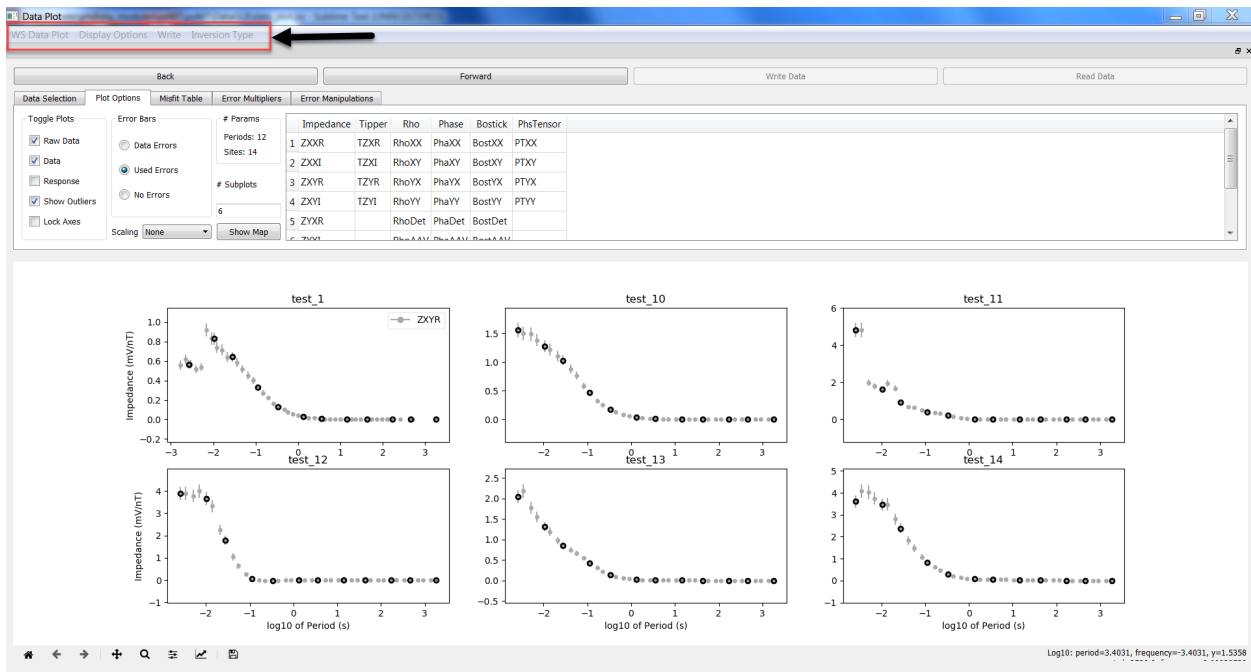 Data Plot
WS Data Plot Display Options Write Inversion Type
Back Forward Write Data Read Data
Data Selection Plot Options Misfit Table Error Multipliers Error Manipulations
Toggle Plots
Raw Data
Data
Response
Show Outliers
Lock Axes
Error Bars
Data Errors
Used Errors
No Errors
Scaling None
# Params
Periods: 12
Sites: 14
# Subplots
6
Show Map
Impedance Tipper Rho Phase Bostick PhsTensor
1 ZXXR TZXR RhoXX PhaXX BostXX PTXX
2 ZXXI TZXI RhoXY PhaXY BostXY PTXY
3 ZXYR TZYR RhoYX PhaYX BostYX PTYX
4 ZXYI TZYI RhoYY PhaYY BostYY PTYY
5 ZYXR RhoDet PhaDet BostDet
6 ZYXI RhoAAV PhaAAV BostAAV
test_1
ZXYR
Impedance (mV/nT)
1.0
0.8
0.6
0.4
0.2
0.0
−0.2
−3 −2 −1 0 1 2 3
test_10
1.5
1.0
0.5
0.0
−2 −1 0 1 2 3
test_11
6
4
2
0
−2 −1 0 1 2 3
test_12
Impedance (mV/nT)
4
3
2
1
0
−1
−2 −1 0 1 2 3
log10 of Period (s)
test_13
2.5
2.0
1.5
1.0
0.5
0.0
−0.5
−2 −1 0 1 2 3
log10 of Period (s)
test_14
5
4
3
2
1
0
−1
−2 −1 0 1 2 3
log10 of Period (s)
Log10: period=3.4031, frequency=-3.4031, y=1.5358